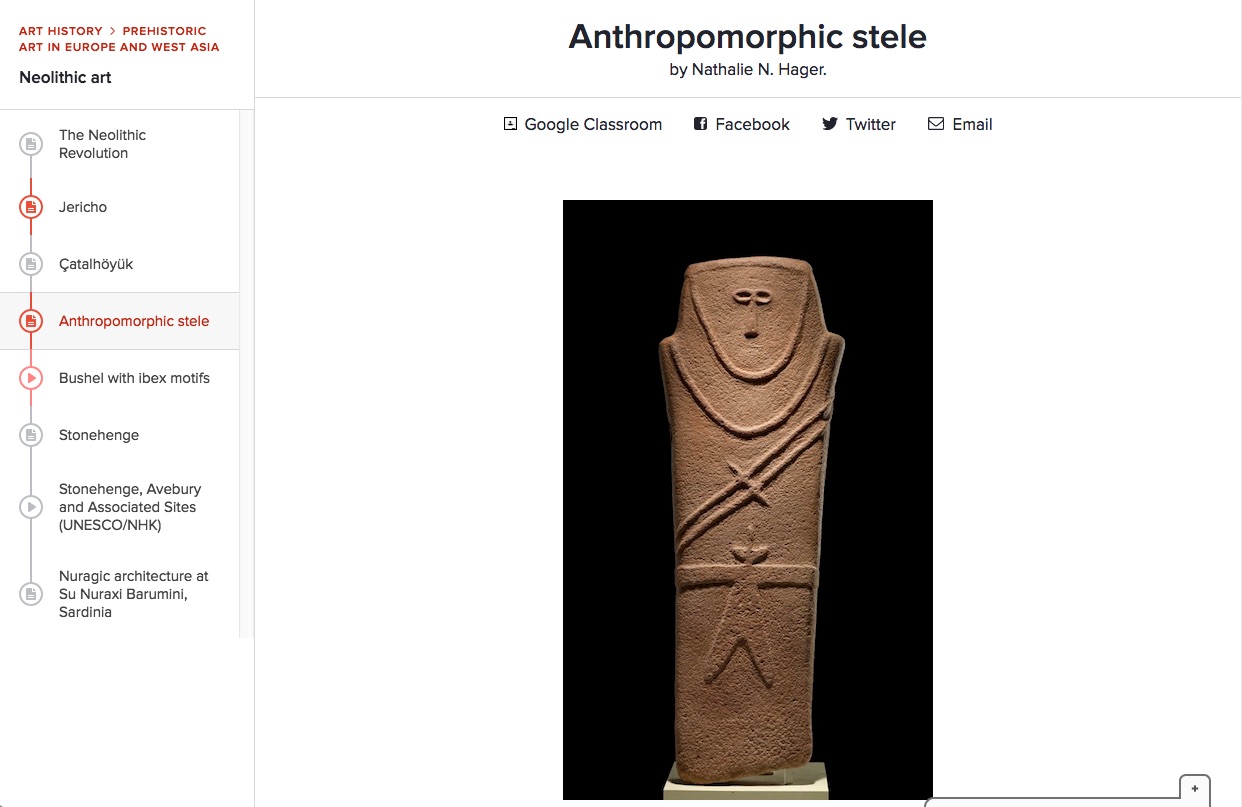 ART HISTORY > PREHISTORIC
ART IN EUROPE AND WEST ASIA
Neolithic art
The Neolithic
Revolution
Jericho
Çatalhöyük
Anthropomorphic stele
Bushel with ibex motifs
Stonehenge
Stonehenge, Avebury
and Associated Sites
(UNESCO/NHK)
Nuragic architecture at
Su Nuraxi Barumini,
Sardinia
Anthropomorphic stele
by Nathalie N. Hager.
Google Classroom Facebook Twitter Email
+